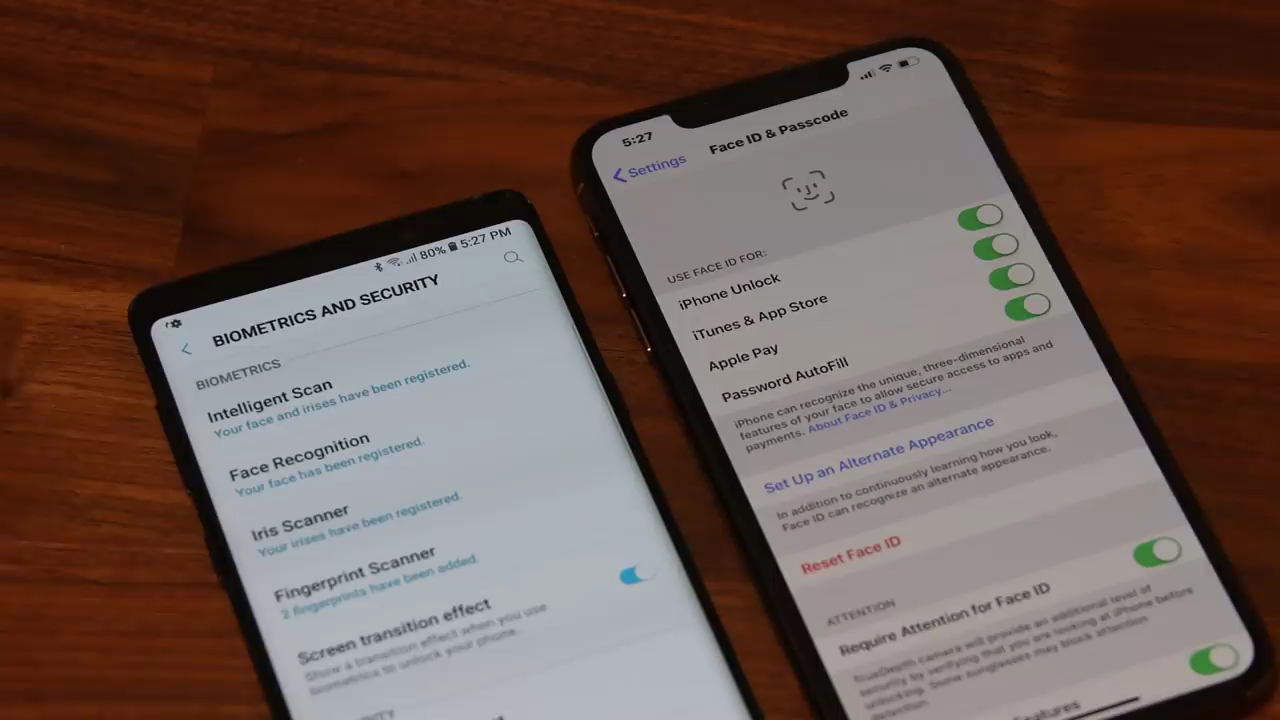 80% 5:27 PM
BIOMETRICS AND SECURITY
BIOMETRICS
Intelligent Scan
Your face and irises have been registered.
Face Recognition
Your face has been registered.
Iris Scanner
Your irises have been registered.
Fingerprint Scanner
2 fingerprints have been added.
Screen transition effect
Show a transition effect when you use
biometrics to unlock your phone.
5:27
Settings
Face ID & Passcode
USE FACE ID FOR:
iPhone Unlock
iTunes & App Store
Apple Pay
Password AutoFill
iPhone can recognize the unique, three-dimensional
features of your face to allow secure access to apps and
payments. About Face ID & Privacy...
Set Up an Alternate Appearance
In addition to continuously learning how you look,
Face ID can recognize an alternate appearance.
Reset Face ID
ATTENTION
Require Attention for Face ID
TrueDepth camera will provide an additional level of
security by verifying that you are looking at iPhone before
unlocking. Some sunglasses may block attention
detection.